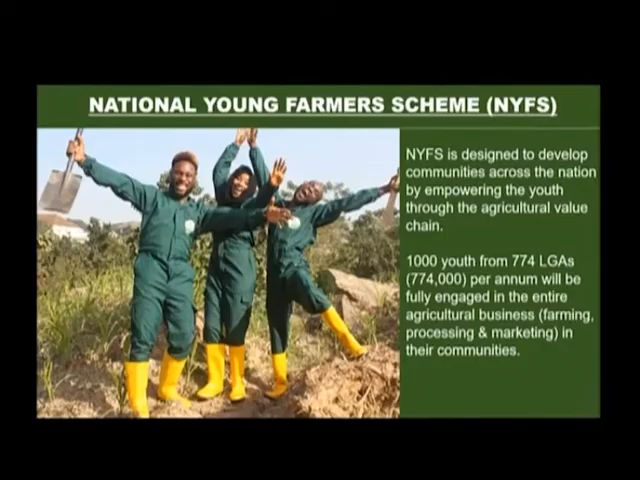 NATIONAL YOUNG FARMERS SCHEME (NYFS)
NYFS is designed to develop
communities across the nation
by empowering the youth
through the agricultural value
chain.
1000 youth from 774 LGAs
(774,000) per annum will be
fully engaged in the entire
agricultural business (farming,
processing & marketing) in
their communities.